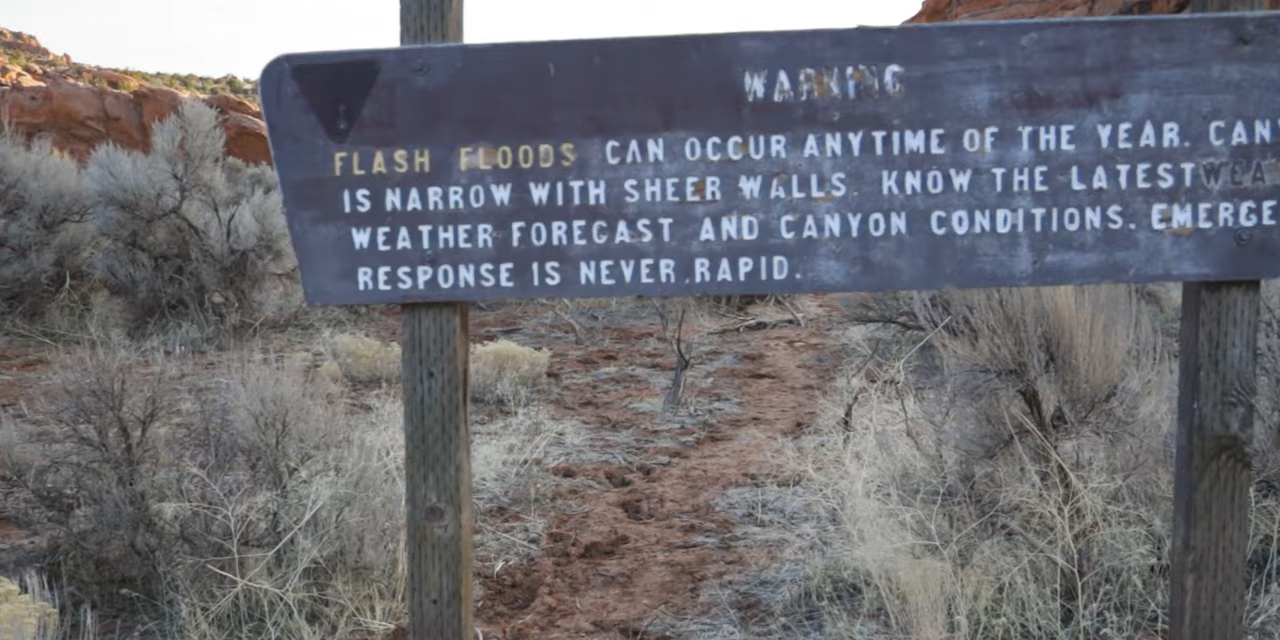 WARNING
FLASH FLOODS CAN OCCUR ANYTIME OF THE YEAR. CAN
IS NARROW WITH SHEER WALLS. KNOW THE LATEST WEA
WEATHER FORECAST AND CANYON CONDITIONS. EMERGE
RESPONSE IS NEVER RAPID.